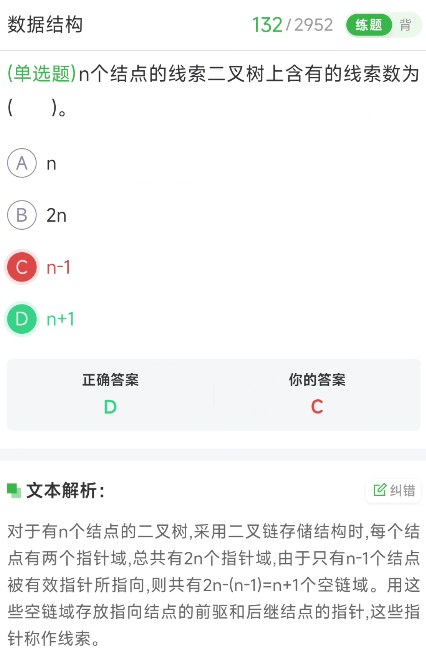 数据结构 132/2952 练题 背
(单选题)n个结点的线索二叉树上含有的线索数为
(  )。
A n
B 2n
C n-1
D n+1
正确答案 你的答案
D C
文本解析: 纠错
对于有n个结点的二叉树,采用二叉链存储结构时,每个结
点有两个指针域,总共有2n个指针域,由于只有n-1个结点
被有效指针所指向,则共有2n-(n-1)=n+1个空链域。用这
些空链域存放指向结点的前驱和后继结点的指针,这些指
针称作线索。